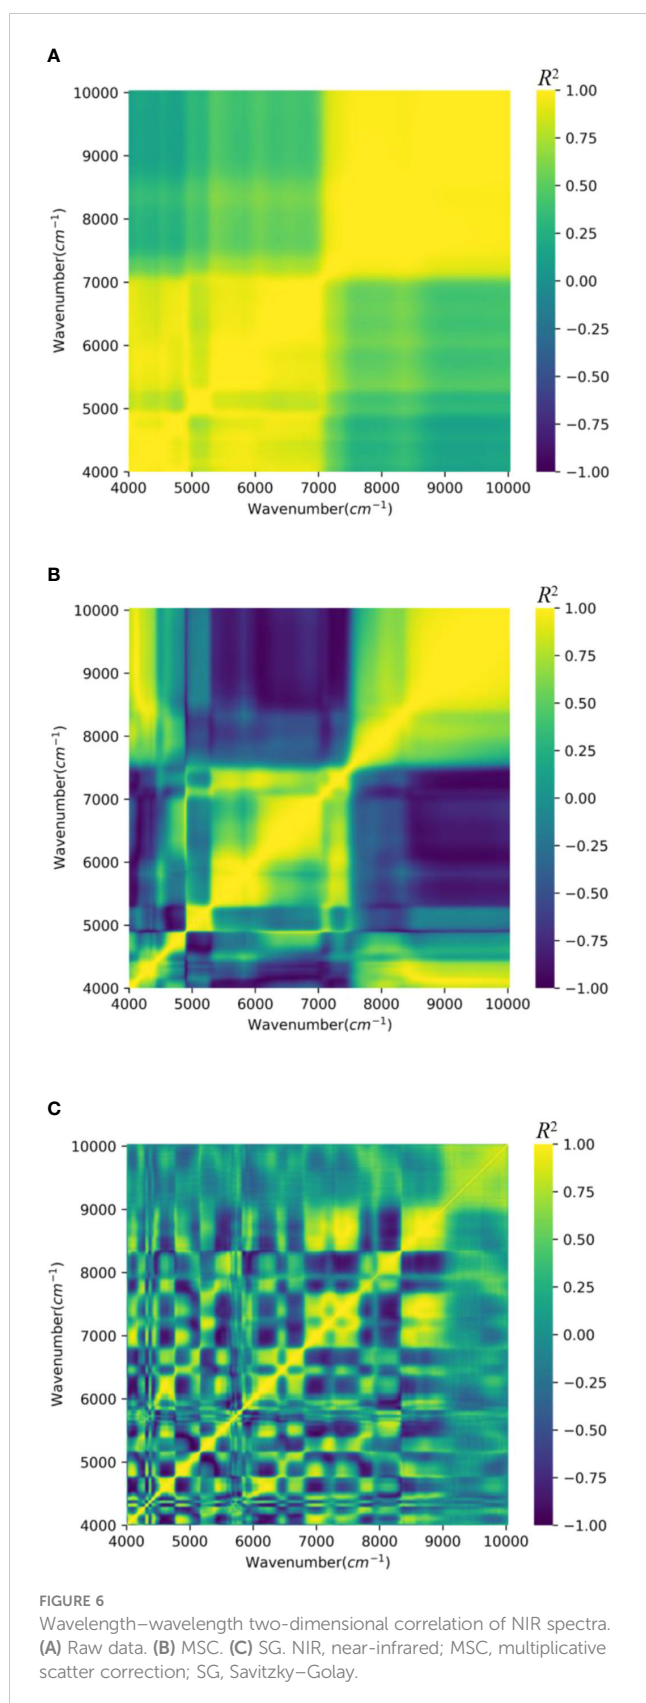 A
R²
10000
9000
8000
7000
6000
5000
4000
Wavenumber(cm⁻¹)
4000 5000 6000 7000 8000 9000 10000
Wavenumber(cm⁻¹)
1.00
0.75
0.50
0.25
0.00
−0.25
−0.50
−0.75
−1.00
B
R²
10000
9000
8000
7000
6000
5000
4000
Wavenumber(cm⁻¹)
4000 5000 6000 7000 8000 9000 10000
Wavenumber(cm⁻¹)
1.00
0.75
0.50
0.25
0.00
−0.25
−0.50
−0.75
−1.00
C
R²
10000
9000
8000
7000
6000
5000
4000
Wavenumber(cm⁻¹)
4000 5000 6000 7000 8000 9000 10000
Wavenumber(cm⁻¹)
1.00
0.75
0.50
0.25
0.00
−0.25
−0.50
−0.75
−1.00
FIGURE 6
Wavelength–wavelength two-dimensional correlation of NIR spectra.
(A) Raw data. (B) MSC. (C) SG. NIR, near-infrared; MSC, multiplicative
scatter correction; SG, Savitzky–Golay.